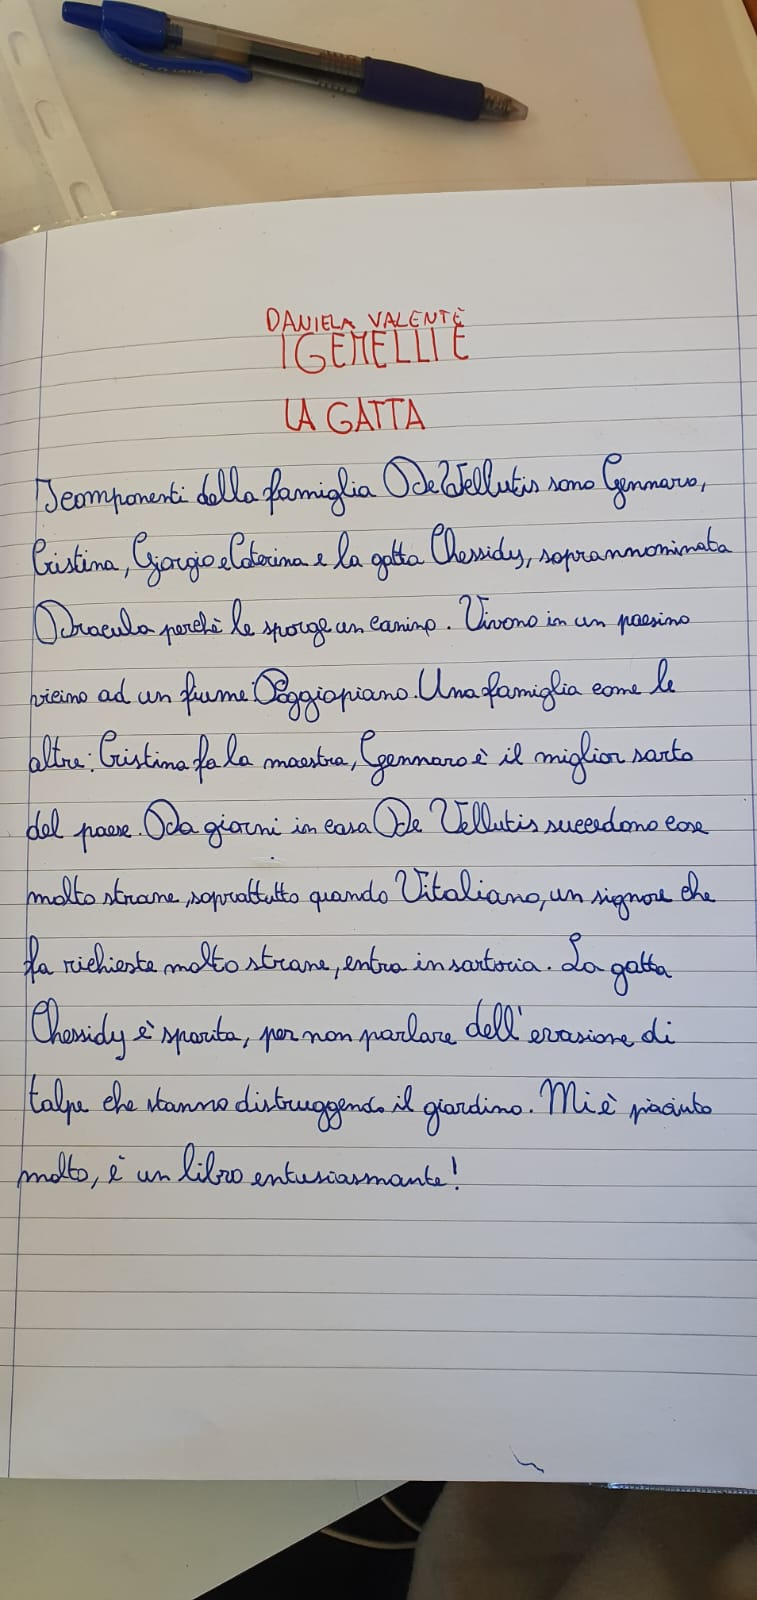 DANIELA VALENTE
I GEMELLI E
LA GATTA
I componenti della famiglia De Vellutis sono Gennaro,
Cristina, Giorgio e Caterina e la gatta Chessidy, soprannominata
Dracula perchè le sporge un canino. Vivono in un paesino
vicino ad un fiume: Poggiopiano. Una famiglia come le
altre: Cristina fa la maestra, Gennaro è il miglior sarto
del paese. Da giorni in casa De Vellutis succedono cose
molto strane, soprattutto quando Vitaliano, un signore che
fa richieste molto strane, entra in sartoria. La gatta
Chessidy è sparita, per non parlare dell'evasione di
talpe che stanno distruggendo il giardino. Mi è piaciuto
molto, è un libro entusiasmante!